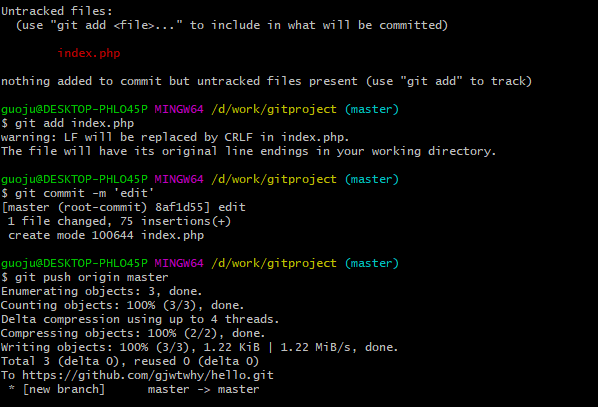 Untracked files:
  (use "git add <file>..." to include in what will be committed)
        index.php
nothing added to commit but untracked files present (use "git add" to track)
guoju@DESKTOP-PHLO45P MINGW64 /d/work/gitproject (master)
$ git add index.php
warning: LF will be replaced by CRLF in index.php.
The file will have its original line endings in your working directory.
guoju@DESKTOP-PHLO45P MINGW64 /d/work/gitproject (master)
$ git commit -m 'edit'
[master (root-commit) 8af1d55] edit
 1 file changed, 75 insertions(+)
 create mode 100644 index.php
guoju@DESKTOP-PHLO45P MINGW64 /d/work/gitproject (master)
$ git push origin master
Enumerating objects: 3, done.
Counting objects: 100% (3/3), done.
Delta compression using up to 4 threads.
Compressing objects: 100% (2/2), done.
Writing objects: 100% (3/3), 1.22 KiB | 1.22 MiB/s, done.
Total 3 (delta 0), reused 0 (delta 0)
To https://github.com/gjwtwhy/hello.git
 * [new branch]      master -> master